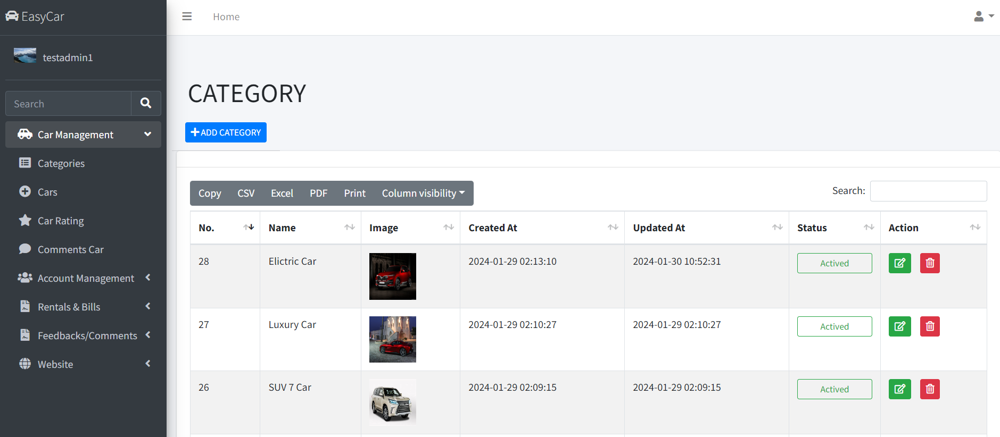 EasyCar
Home
testadmin1
Search
Car Management
Categories
Cars
Car Rating
Comments Car
Account Management
Rentals & Bills
Feedbacks/Comments
Website
CATEGORY
ADD CATEGORY
Copy CSV Excel PDF Print Column visibility
Search:
No. Name Image Created At Updated At Status Action
28 Elictric Car 2024-01-29 02:13:10 2024-01-30 10:52:31 Actived
27 Luxury Car 2024-01-29 02:10:27 2024-01-29 02:10:27 Actived
26 SUV 7 Car 2024-01-29 02:09:15 2024-01-29 02:09:15 Actived